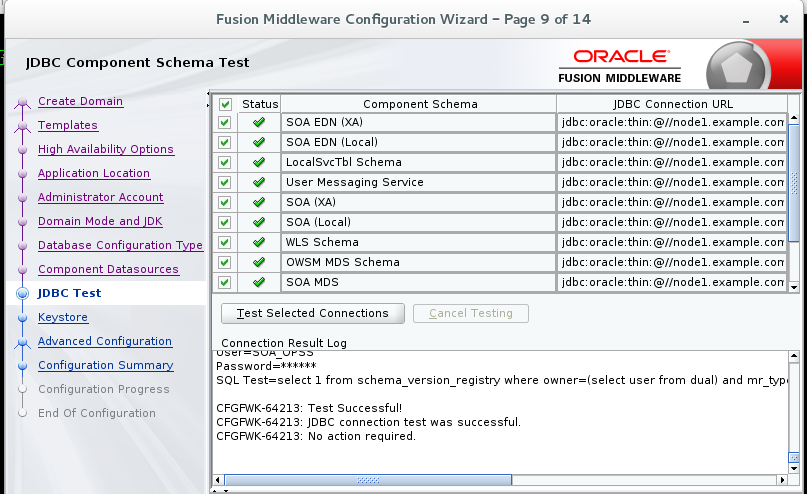 Fusion Middleware Configuration Wizard – Page 9 of 14
JDBC Component Schema Test
ORACLE
FUSION MIDDLEWARE
Create Domain
Templates
High Availability Options
Application Location
Administrator Account
Domain Mode and JDK
Database Configuration Type
Component Datasources
JDBC Test
Keystore
Advanced Configuration
Configuration Summary
Configuration Progress
End Of Configuration
Status Component Schema JDBC Connection URL
SOA EDN (XA) jdbc:oracle:thin:@//node1.example.com
SOA EDN (Local) jdbc:oracle:thin:@//node1.example.com
LocalSvcTbl Schema jdbc:oracle:thin:@//node1.example.com
User Messaging Service jdbc:oracle:thin:@//node1.example.com
SOA (XA) jdbc:oracle:thin:@//node1.example.com
SOA (Local) jdbc:oracle:thin:@//node1.example.com
WLS Schema jdbc:oracle:thin:@//node1.example.com
OWSM MDS Schema jdbc:oracle:thin:@//node1.example.com
SOA MDS jdbc:oracle:thin:@//node1.example.com
Test Selected Connections Cancel Testing
Connection Result Log
User=SOA_OPSS
Password=******
SQL Test=select 1 from schema_version_registry where owner=(select user from dual) and mr_type
CFGFWK-64213: Test Successful!
CFGFWK-64213: JDBC connection test was successful.
CFGFWK-64213: No action required.